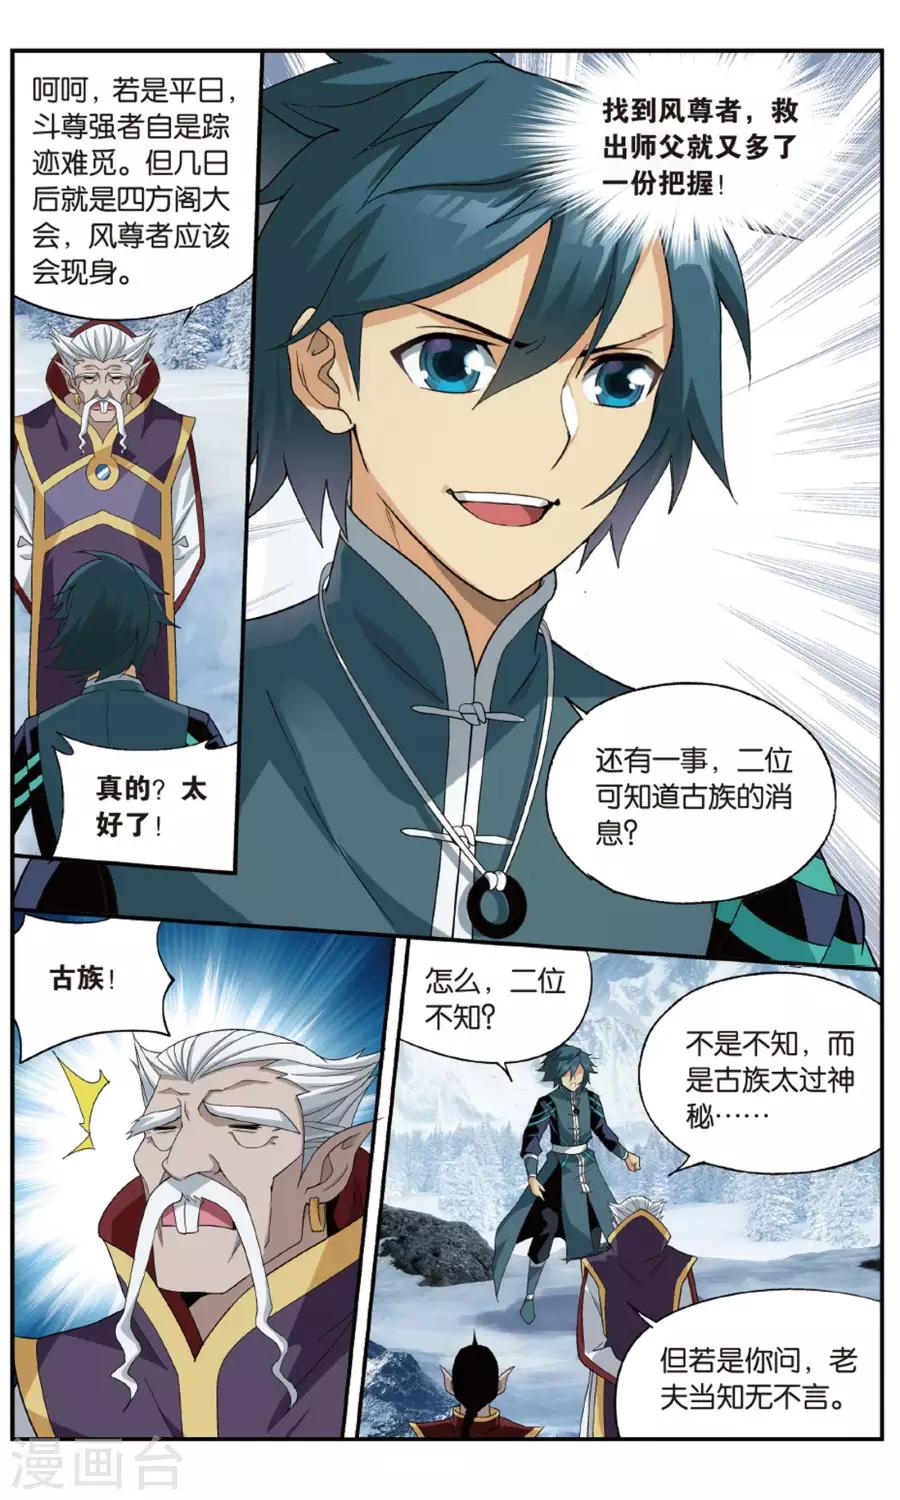 呵呵，若是平日，
斗尊强者自是踪
迹难觅。但几日
后就是四方阁大
会，风尊者应该
会现身。
真的？太
好了！
找到风尊者，救
出师父就又多了
一份把握！
还有一事，二位
可知道古族的消
息？
古族！
怎么，二位
不知？
不是不知，而
是古族太过神
秘……
但若是你问，老
夫当知无不言。
漫画台